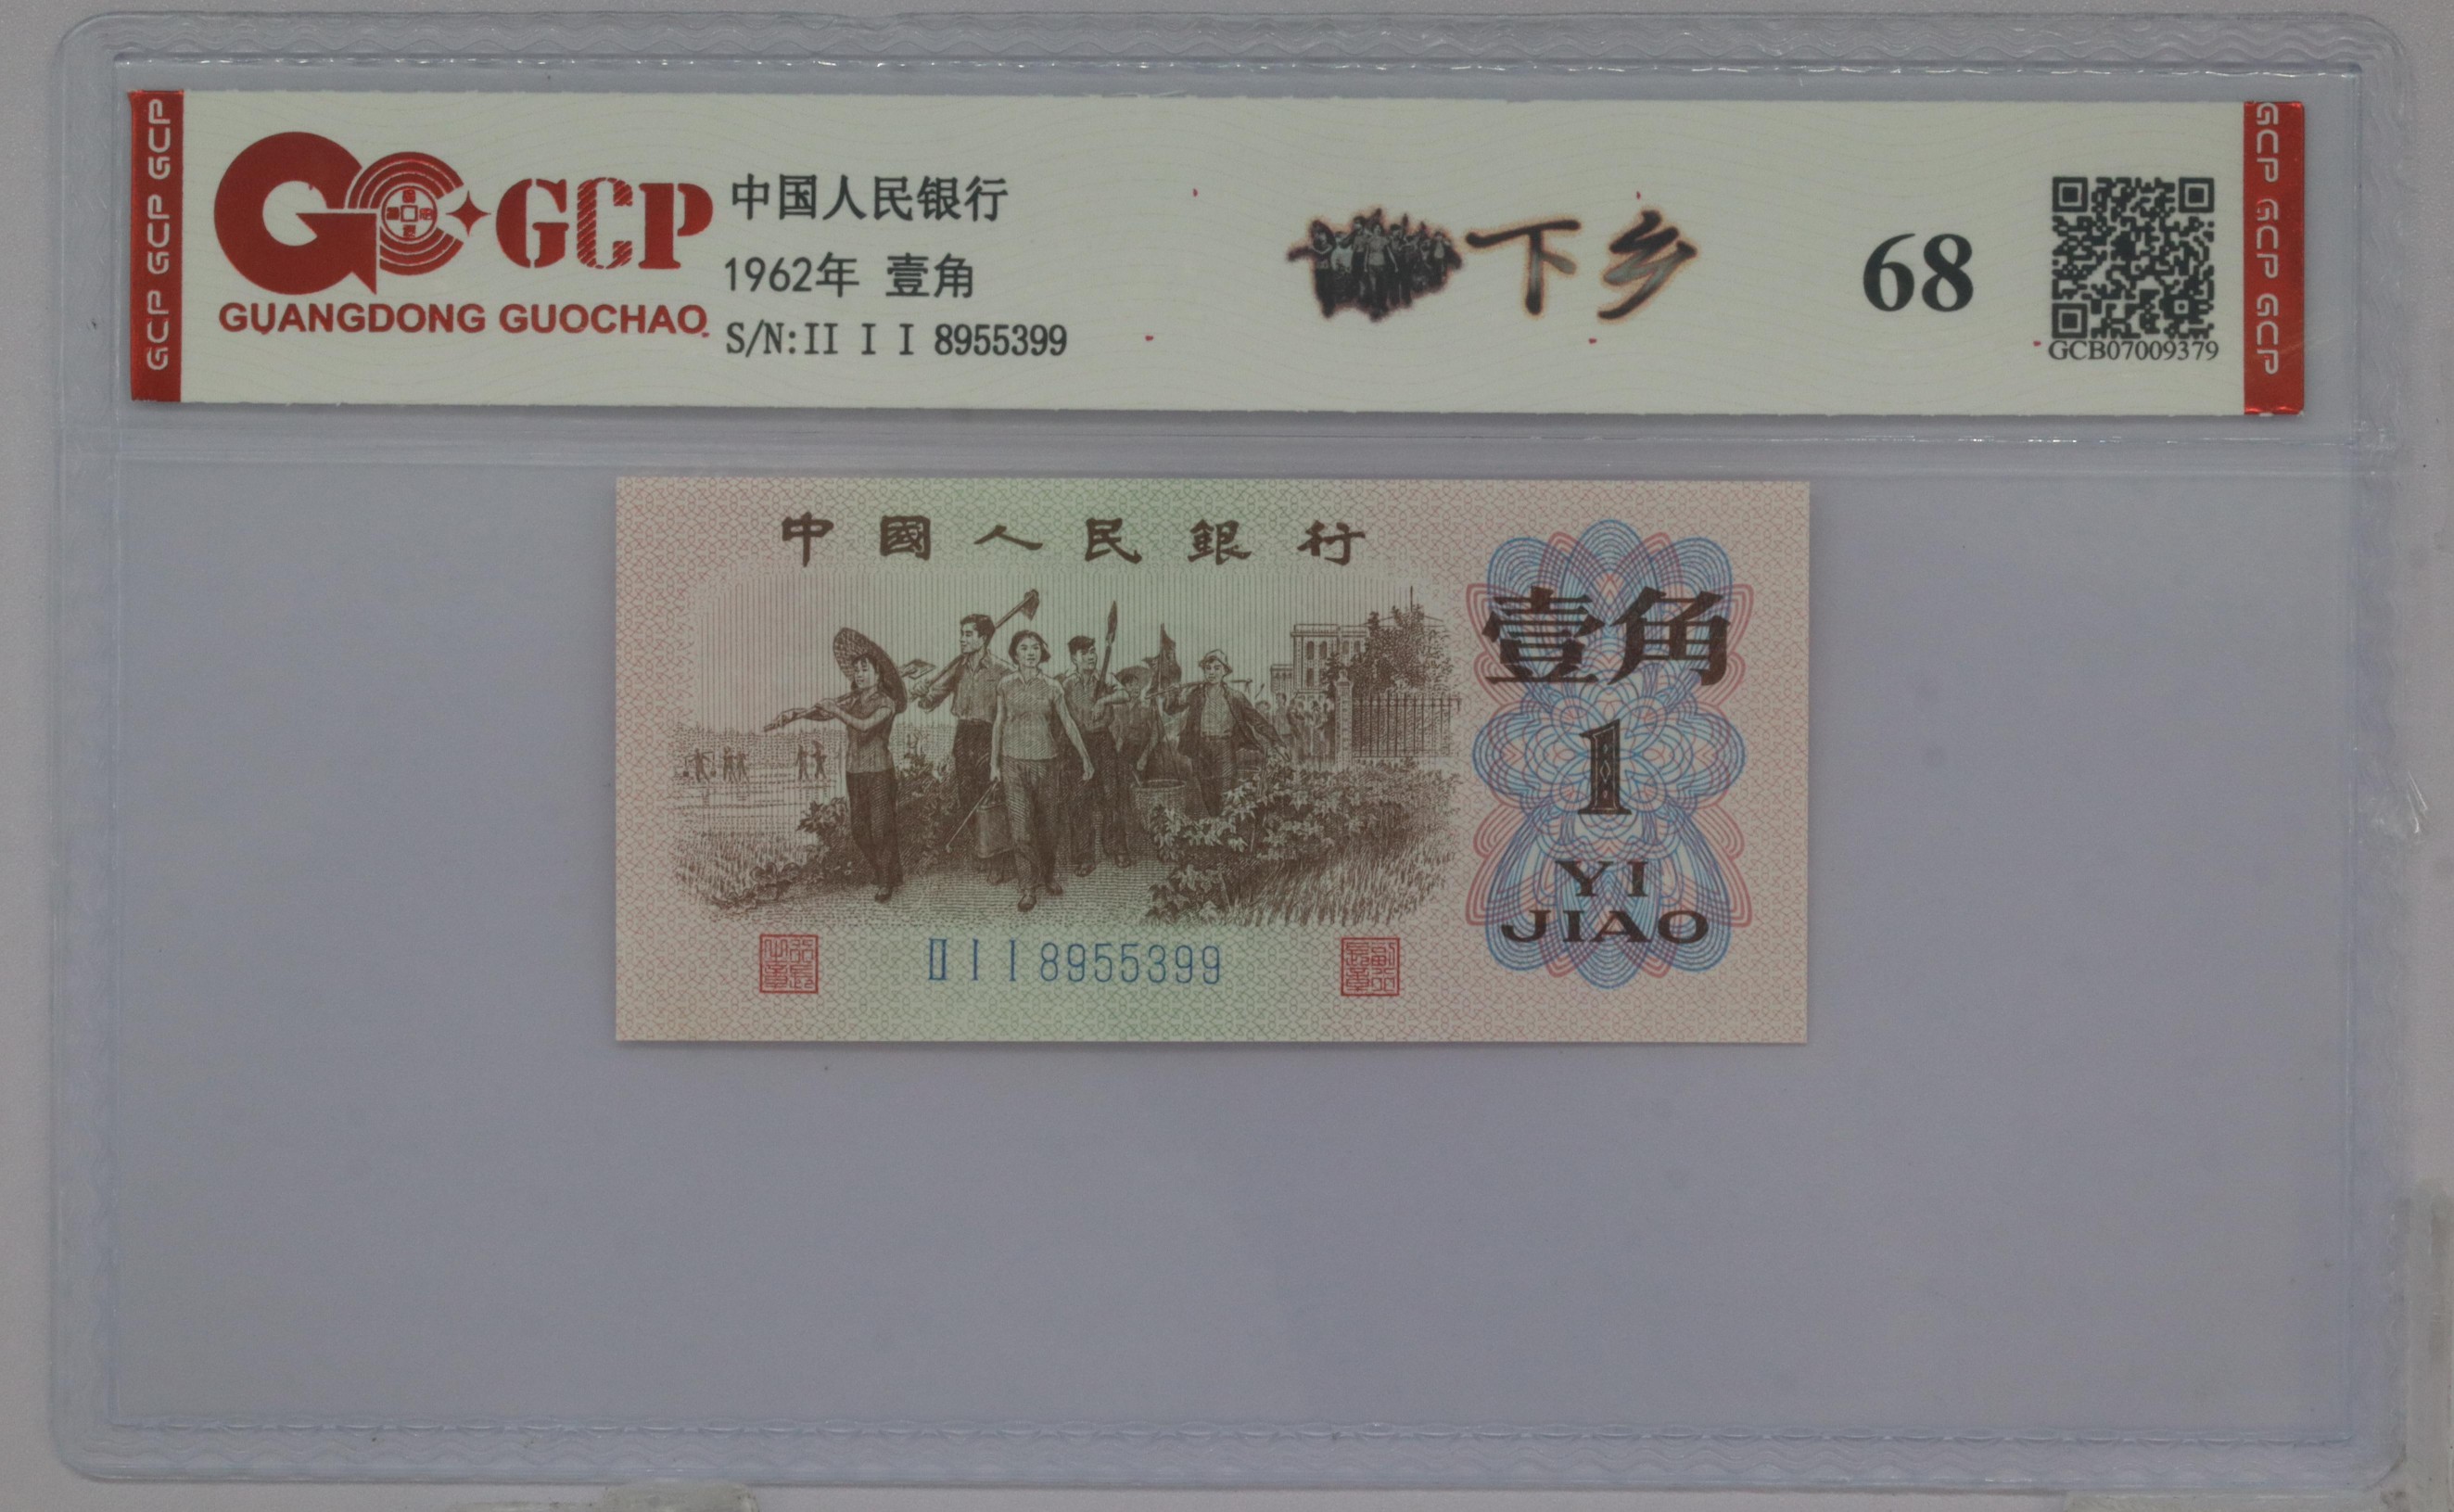 GCP GCP GCP
GCP
GUANGDONG GUOCHAO
中国人民银行
1962年 壹角
S/N:II I I 8955399
下乡
68
GCB07009379
GCP GCP GCP
中國人民銀行
壹角
1
YI
JIAO
II I I 8955399